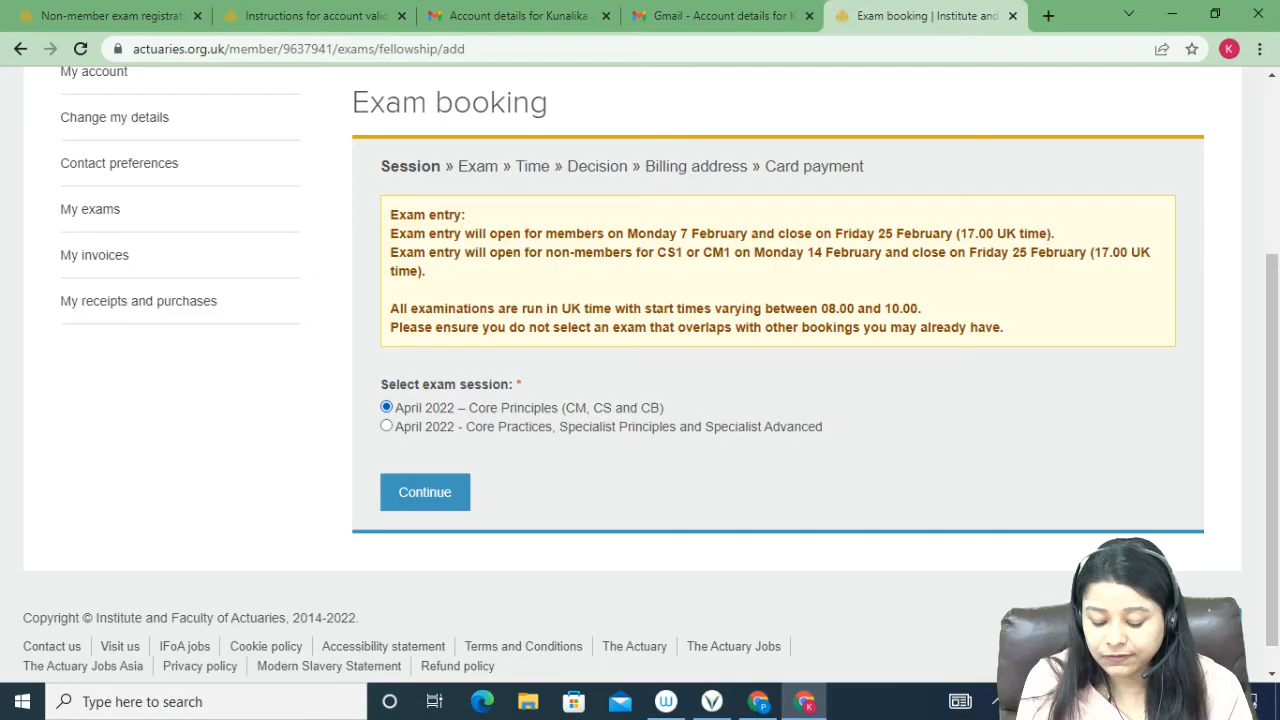 Non-member exam registrat
Instructions for account valid
Account details for Kunalika
Gmail - Account details for K
Exam booking | Institute and
actuaries.org.uk/member/9637941/exams/fellowship/add
K
My account
Change my details
Contact preferences
My exams
My invoices
My receipts and purchases
Exam booking
Session » Exam » Time » Decision » Billing address » Card payment
Exam entry:
Exam entry will open for members on Monday 7 February and close on Friday 25 February (17.00 UK time).
Exam entry will open for non-members for CS1 or CM1 on Monday 14 February and close on Friday 25 February (17.00 UK
time).
All examinations are run in UK time with start times varying between 08.00 and 10.00.
Please ensure you do not select an exam that overlaps with other bookings you may already have.
Select exam session: *
April 2022 – Core Principles (CM, CS and CB)
April 2022 - Core Practices, Specialist Principles and Specialist Advanced
Continue
Copyright © Institute and Faculty of Actuaries, 2014-2022.
Contact us Visit us IFoA jobs Cookie policy Accessibility statement Terms and Conditions The Actuary The Actuary Jobs
The Actuary Jobs Asia Privacy policy Modern Slavery Statement Refund policy
Type here to search